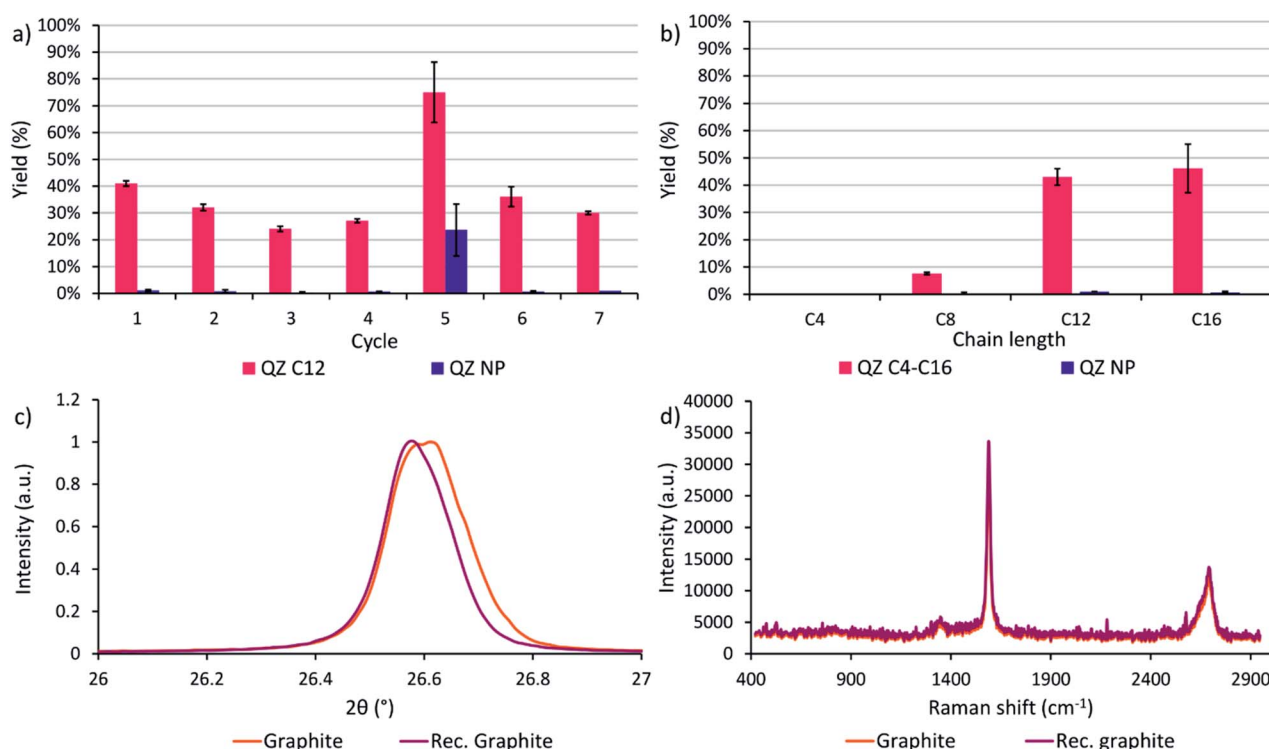 a)
100%
90%
80%
70%
60%
50%
40%
30%
20%
10%
0%
Yield (%)
1 2 3 4 5 6 7
Cycle
QZ C12 QZ NP
b)
100%
90%
80%
70%
60%
50%
40%
30%
20%
10%
0%
Yield (%)
C4 C8 C12 C16
Chain length
QZ C4-C16 QZ NP
c)
1.2
1
0.8
0.6
0.4
0.2
0
Intensity (a.u.)
26 26.2 26.4 26.6 26.8 27
2θ (°)
Graphite Rec. Graphite
d)
40000
35000
30000
25000
20000
15000
10000
5000
0
Intensity (a.u.)
400 900 1400 1900 2400 2900
Raman shift (cm⁻¹)
Graphite Rec. graphite